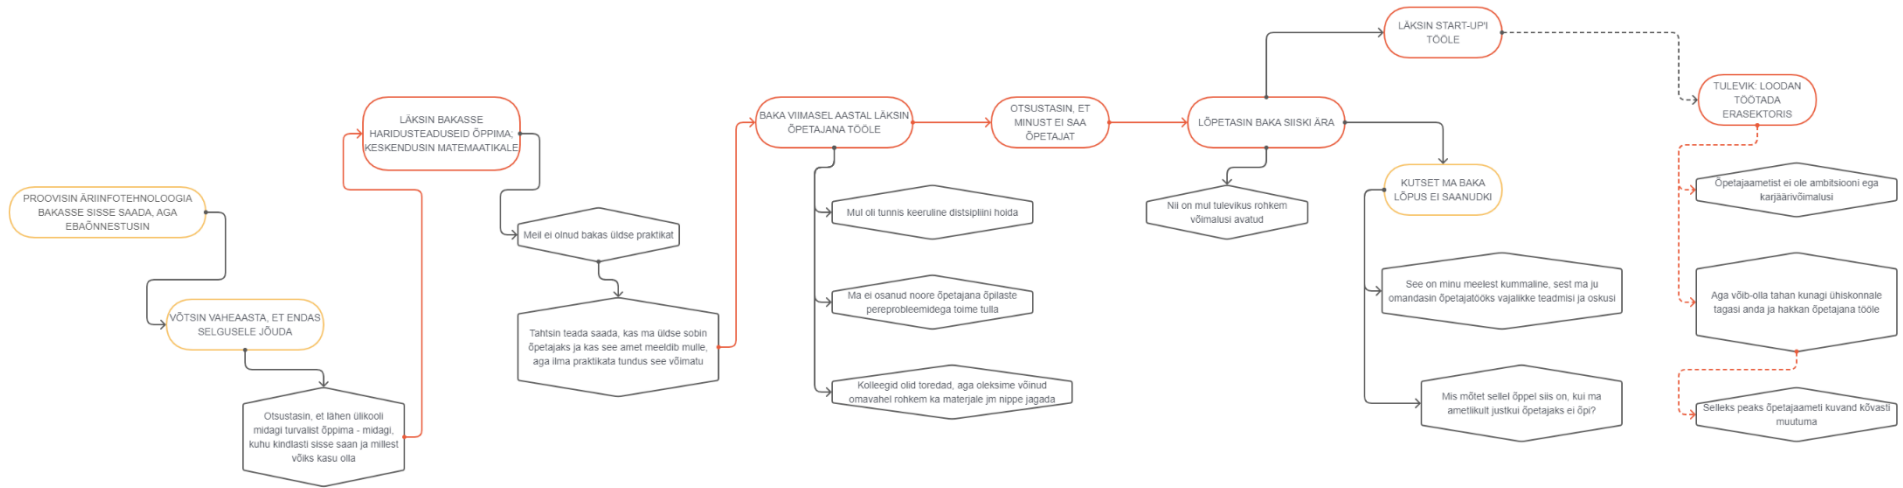 PROOVISIN ÄRIINFOTEHNOLOOGIA
BAKASSE SISSE SAADA, AGA
EBAÕNNESTUSIN
VÕTSIN VAHEAASTA, ET ENDAS
SELGUSELE JÕUDA
Otsustasin, et lähen ülikooli
midagi turvalist õppima - midagi,
kuhu kindlasti sisse saan ja millest
võiks kasu olla
LÄKSIN BAKASSE
HARIDUSTEADUSEID ÕPPIMA;
KESKENDUSIN MATEMAATIKALE
Meil ei olnud bakas üldse praktikat
Tahtsin teada saada, kas ma üldse sobin
õpetajaks ja kas see amet meeldib mulle,
aga ilma praktikata tundus see võimatu
BAKA VIIMASEL AASTAL LÄKSIN
ÕPETAJANA TÖÖLE
Mul oli tunnis keeruline distsipliini hoida
Ma ei osanud noore õpetajana õpilaste
pereprobleemidega toime tulla
Kolleegid olid toredad, aga oleksime võinud
omavahel rohkem ka materjale jm nippe jagada
OTSUSTASIN, ET
MINUST EI SAA
ÕPETAJAT
LÕPETASIN BAKA SIISKI ÄRA
Nii on mul tulevikus rohkem
võimalusi avatud
LÄKSIN START-UP'I
TÖÖLE
KUTSET MA BAKA
LÕPUS EI SAANUDKI
See on minu meelest kummaline, sest ma ju
omandasin õpetajatööks vajalikke teadmisi ja oskusi
Mis mõtet sellel õppel siis on, kui ma
ametlikult justkui õpetajaks ei õpi?
TULEVIK: LOODAN
TÖÖTADA
ERASEKTORIS
Õpetajaametist ei ole ambitsiooni ega
karjäärivõimalusi
Aga võib-olla tahan kunagi ühiskonnale
tagasi anda ja hakkan õpetajana tööle
Selleks peaks õpetajaameti kuvand kõvasti
muutuma